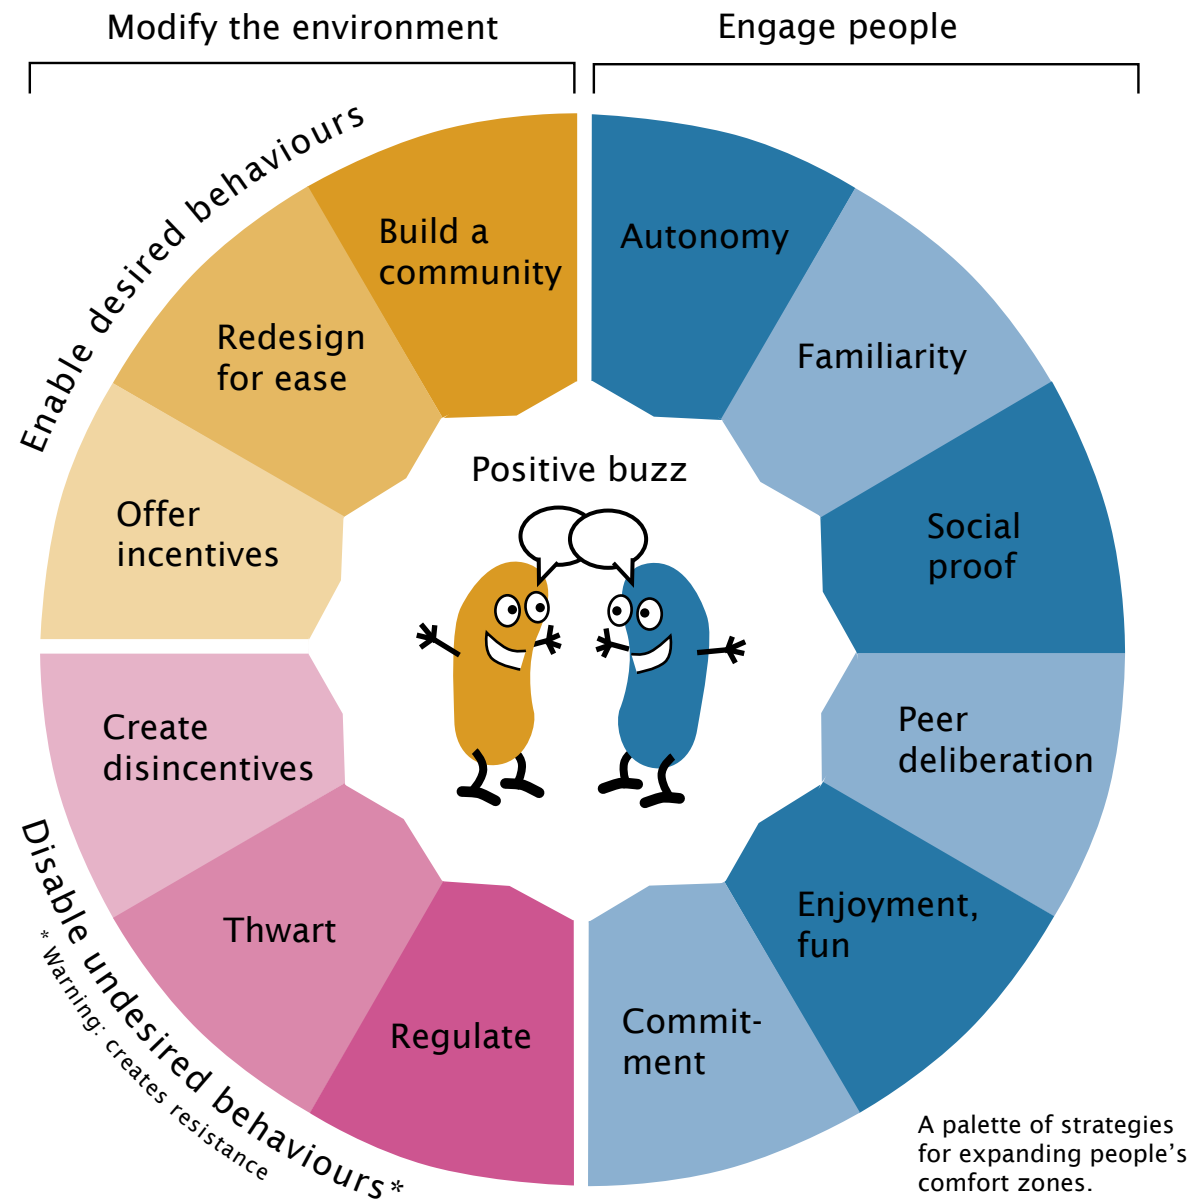 Modify the environment
Engage people
Enable desired behaviours
Build a
community
Redesign
for ease
Offer
incentives
Autonomy
Familiarity
Social
proof
Peer
deliberation
Enjoyment,
fun
Commit-
ment
Positive buzz
Create
disincentives
Thwart
Regulate
Disable undesired behaviours*
* Warning: creates resistance
A palette of strategies
for expanding people’s
comfort zones.